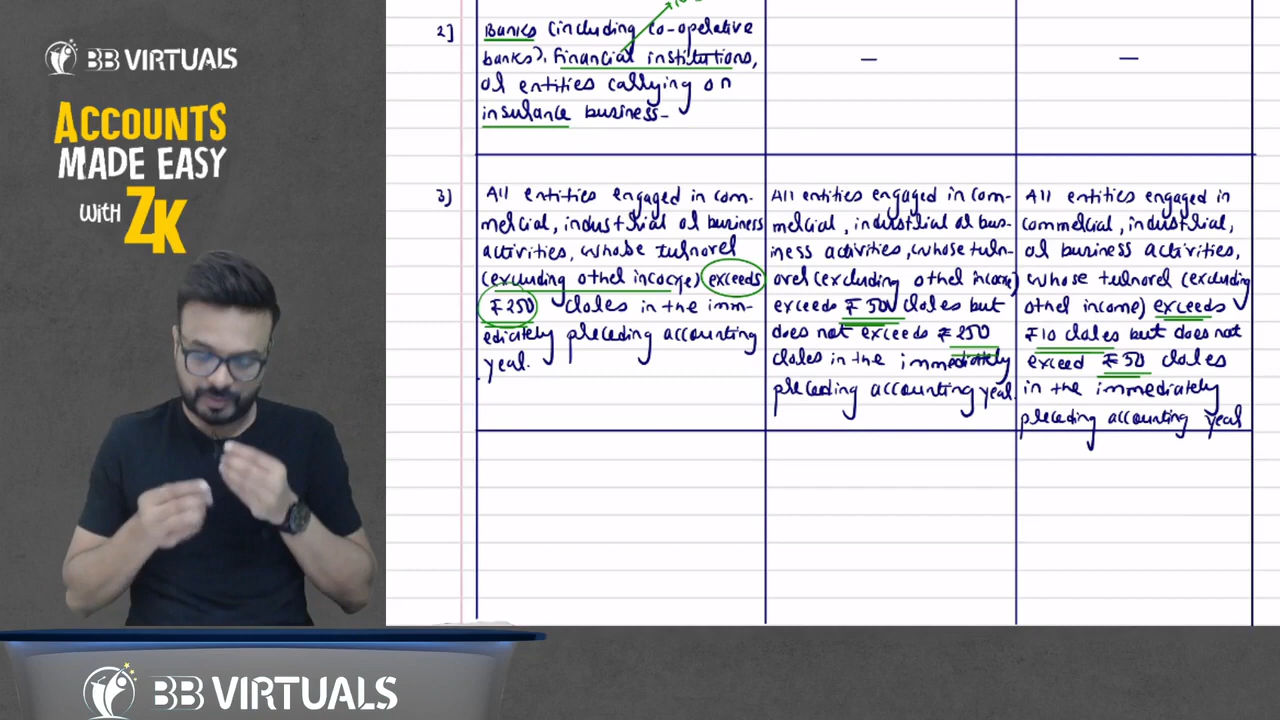 BB VIRTUALS
ACCOUNTS
MADE EASY
WITH ZK
2] Banks (including co-operative
banks), Financial institutions,
or entities carrying on
insurance business-
—
—
3) All entities engaged in com-
mercial, industrial or business
activities, whose turnover
(excluding other income) exceeds
₹250 crores in the imm-
ediately preceding accounting
year.
All entities engaged in com-
mercial, industrial or bus-
iness activities, whose turn-
over (excluding other income)
exceeds ₹ 50 crores but
does not exceeds ₹ 250
crores in the immediately
preceding accounting year.
All entities engaged in
commercial, industrial,
or business activities,
whose turnover (excluding
other income) exceeds
₹10 crores but does not
exceed ₹ 50 crores
in the immediately
preceding accounting year
BB VIRTUALS